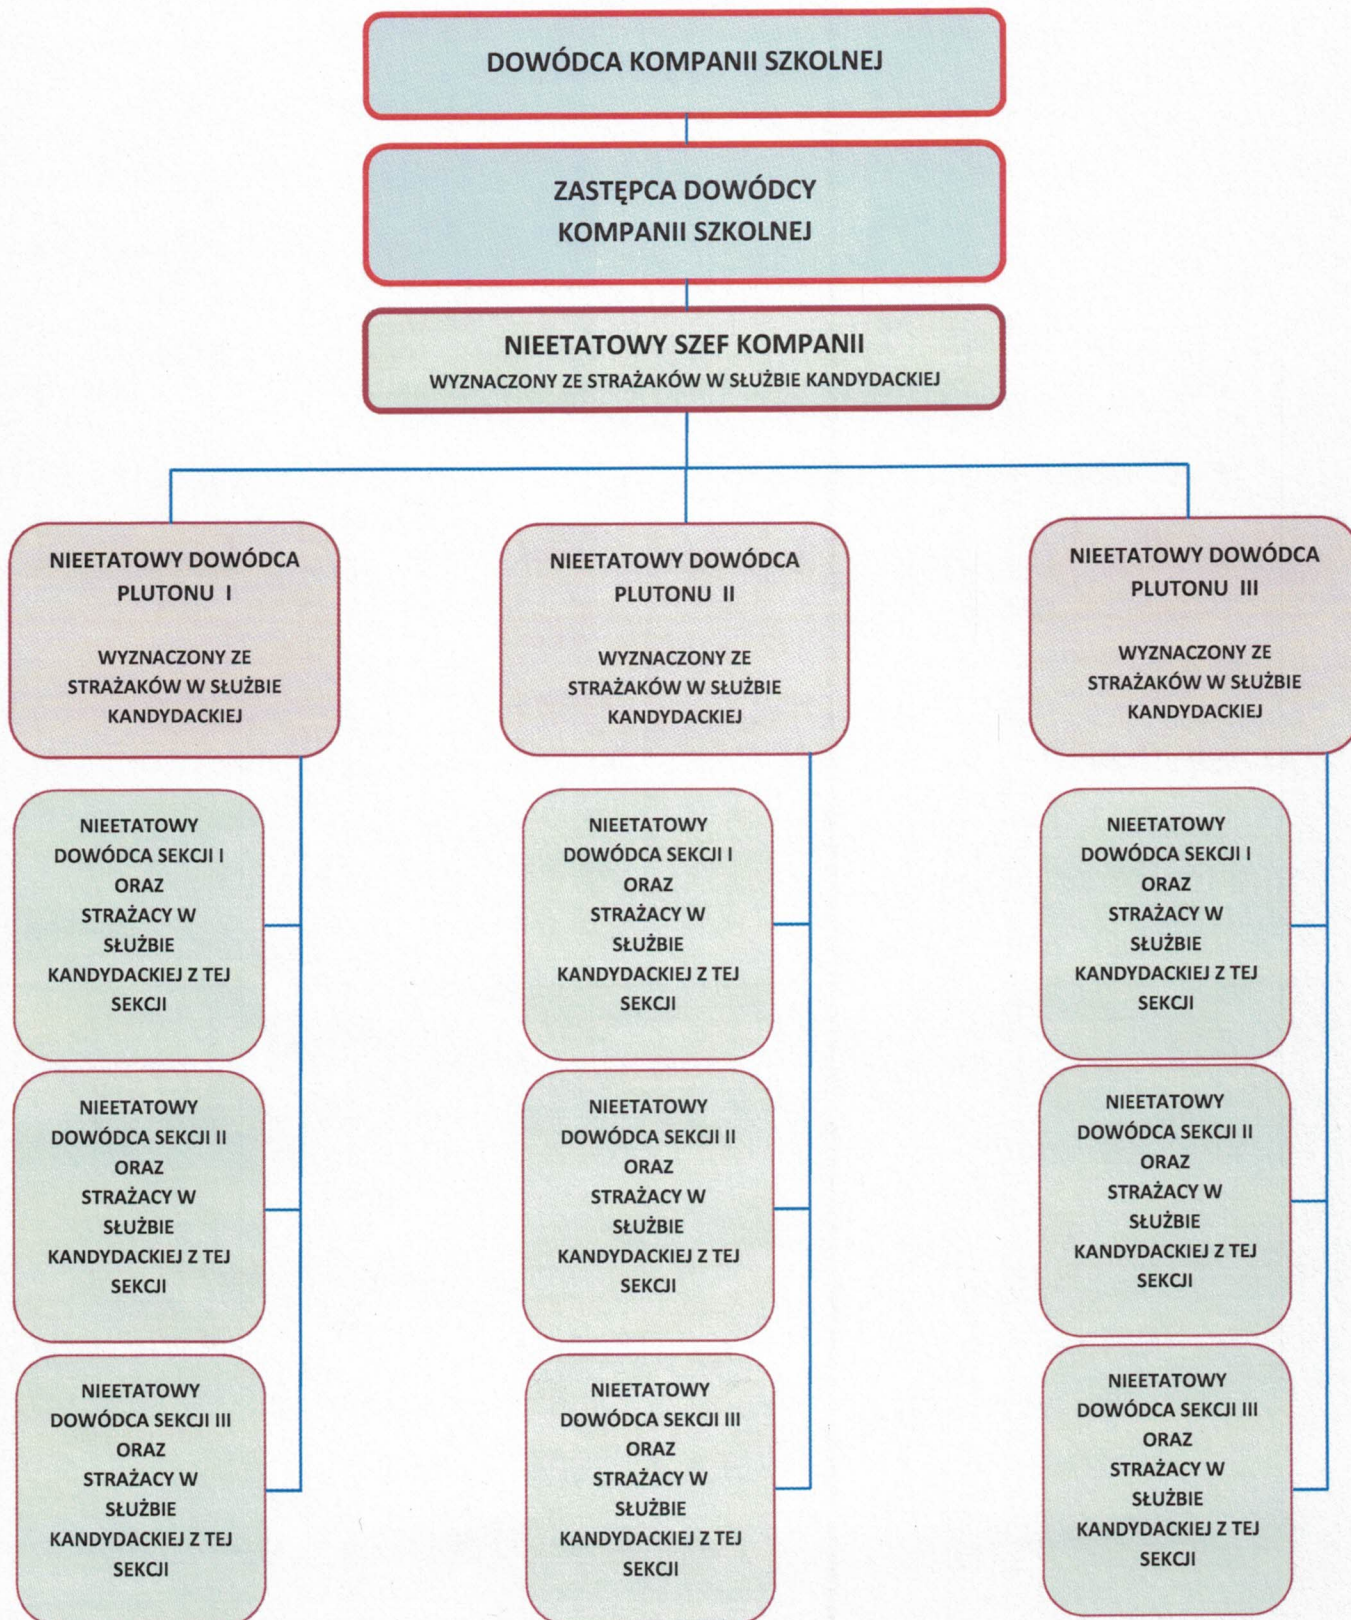 DOWÓDCA KOMPANII SZKOLNEJ
ZASTĘPCA DOWÓDCY
KOMPANII SZKOLNEJ
NIEETATOWY SZEF KOMPANII
WYZNACZONY ZE STRAŻAKÓW W SŁUŻBIE KANDYDACKIEJ
NIEETATOWY DOWÓDCA
PLUTONU I
WYZNACZONY ZE
STRAŻAKÓW W SŁUŻBIE
KANDYDACKIEJ
NIEETATOWY
DOWÓDCA SEKCJI I
ORAZ
STRAŻACY W
SŁUŻBIE
KANDYDACKIEJ Z TEJ
SEKCJI
NIEETATOWY
DOWÓDCA SEKCJI II
ORAZ
STRAŻACY W
SŁUŻBIE
KANDYDACKIEJ Z TEJ
SEKCJI
NIEETATOWY
DOWÓDCA SEKCJI III
ORAZ
STRAŻACY W
SŁUŻBIE
KANDYDACKIEJ Z TEJ
SEKCJI
NIEETATOWY DOWÓDCA
PLUTONU II
WYZNACZONY ZE
STRAŻAKÓW W SŁUŻBIE
KANDYDACKIEJ
NIEETATOWY
DOWÓDCA SEKCJI I
ORAZ
STRAŻACY W
SŁUŻBIE
KANDYDACKIEJ Z TEJ
SEKCJI
NIEETATOWY
DOWÓDCA SEKCJI II
ORAZ
STRAŻACY W
SŁUŻBIE
KANDYDACKIEJ Z TEJ
SEKCJI
NIEETATOWY
DOWÓDCA SEKCJI III
ORAZ
STRAŻACY W
SŁUŻBIE
KANDYDACKIEJ Z TEJ
SEKCJI
NIEETATOWY DOWÓDCA
PLUTONU III
WYZNACZONY ZE
STRAŻAKÓW W SŁUŻBIE
KANDYDACKIEJ
NIEETATOWY
DOWÓDCA SEKCJI I
ORAZ
STRAŻACY W
SŁUŻBIE
KANDYDACKIEJ Z TEJ
SEKCJI
NIEETATOWY
DOWÓDCA SEKCJI II
ORAZ
STRAŻACY W
SŁUŻBIE
KANDYDACKIEJ Z TEJ
SEKCJI
NIEETATOWY
DOWÓDCA SEKCJI III
ORAZ
STRAŻACY W
SŁUŻBIE
KANDYDACKIEJ Z TEJ
SEKCJI